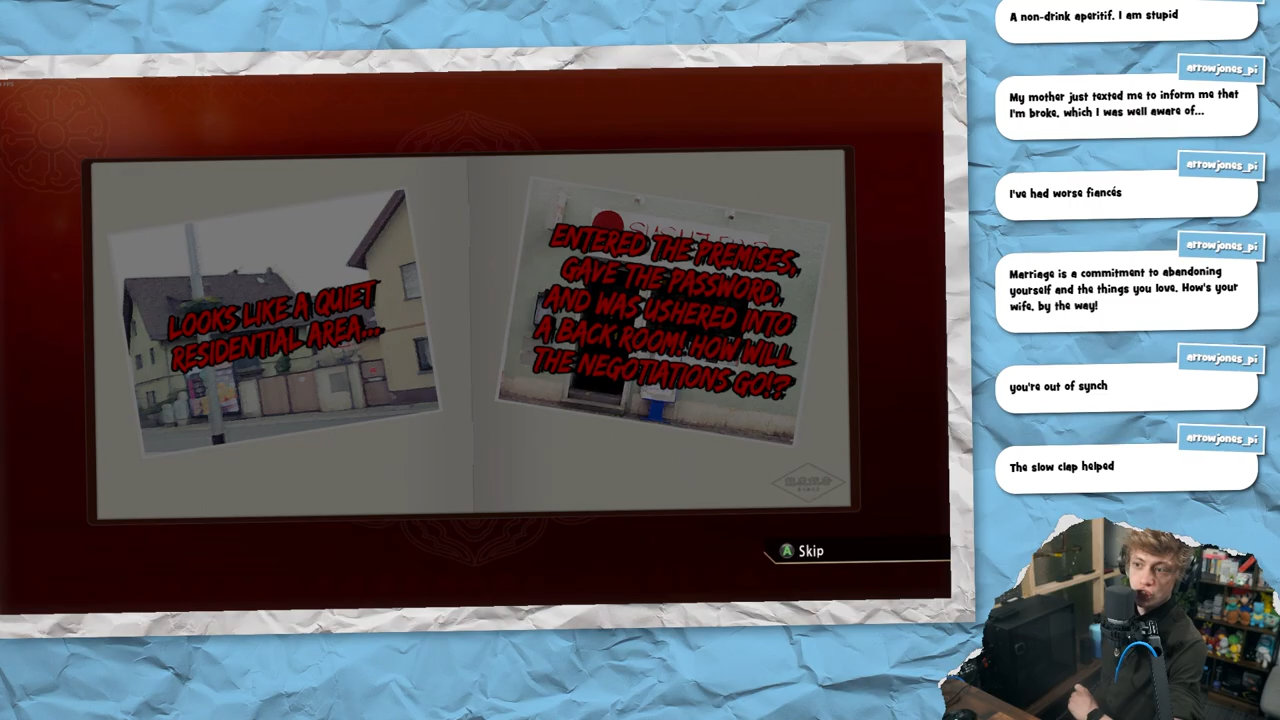 LOOKS LIKE A QUIET
RESIDENTIAL AREA...
ENTERED THE PREMISES,
GAVE THE PASSWORD,
AND WAS USHERED INTO
A BACK ROOM! HOW WILL
THE NEGOTIATIONS GO!?
A Skip
A non-drink aperitif. I am stupid
arrowjones_pi
My mother just texted me to inform me that
I'm broke, which I was well aware of...
arrowjones_pi
I've had worse fiancés
arrowjones_pi
Marriage is a commitment to abandoning
yourself and the things you love. How's your
wife, by the way!
arrowjones_pi
you're out of synch
arrowjones_pi
The slow clap helped